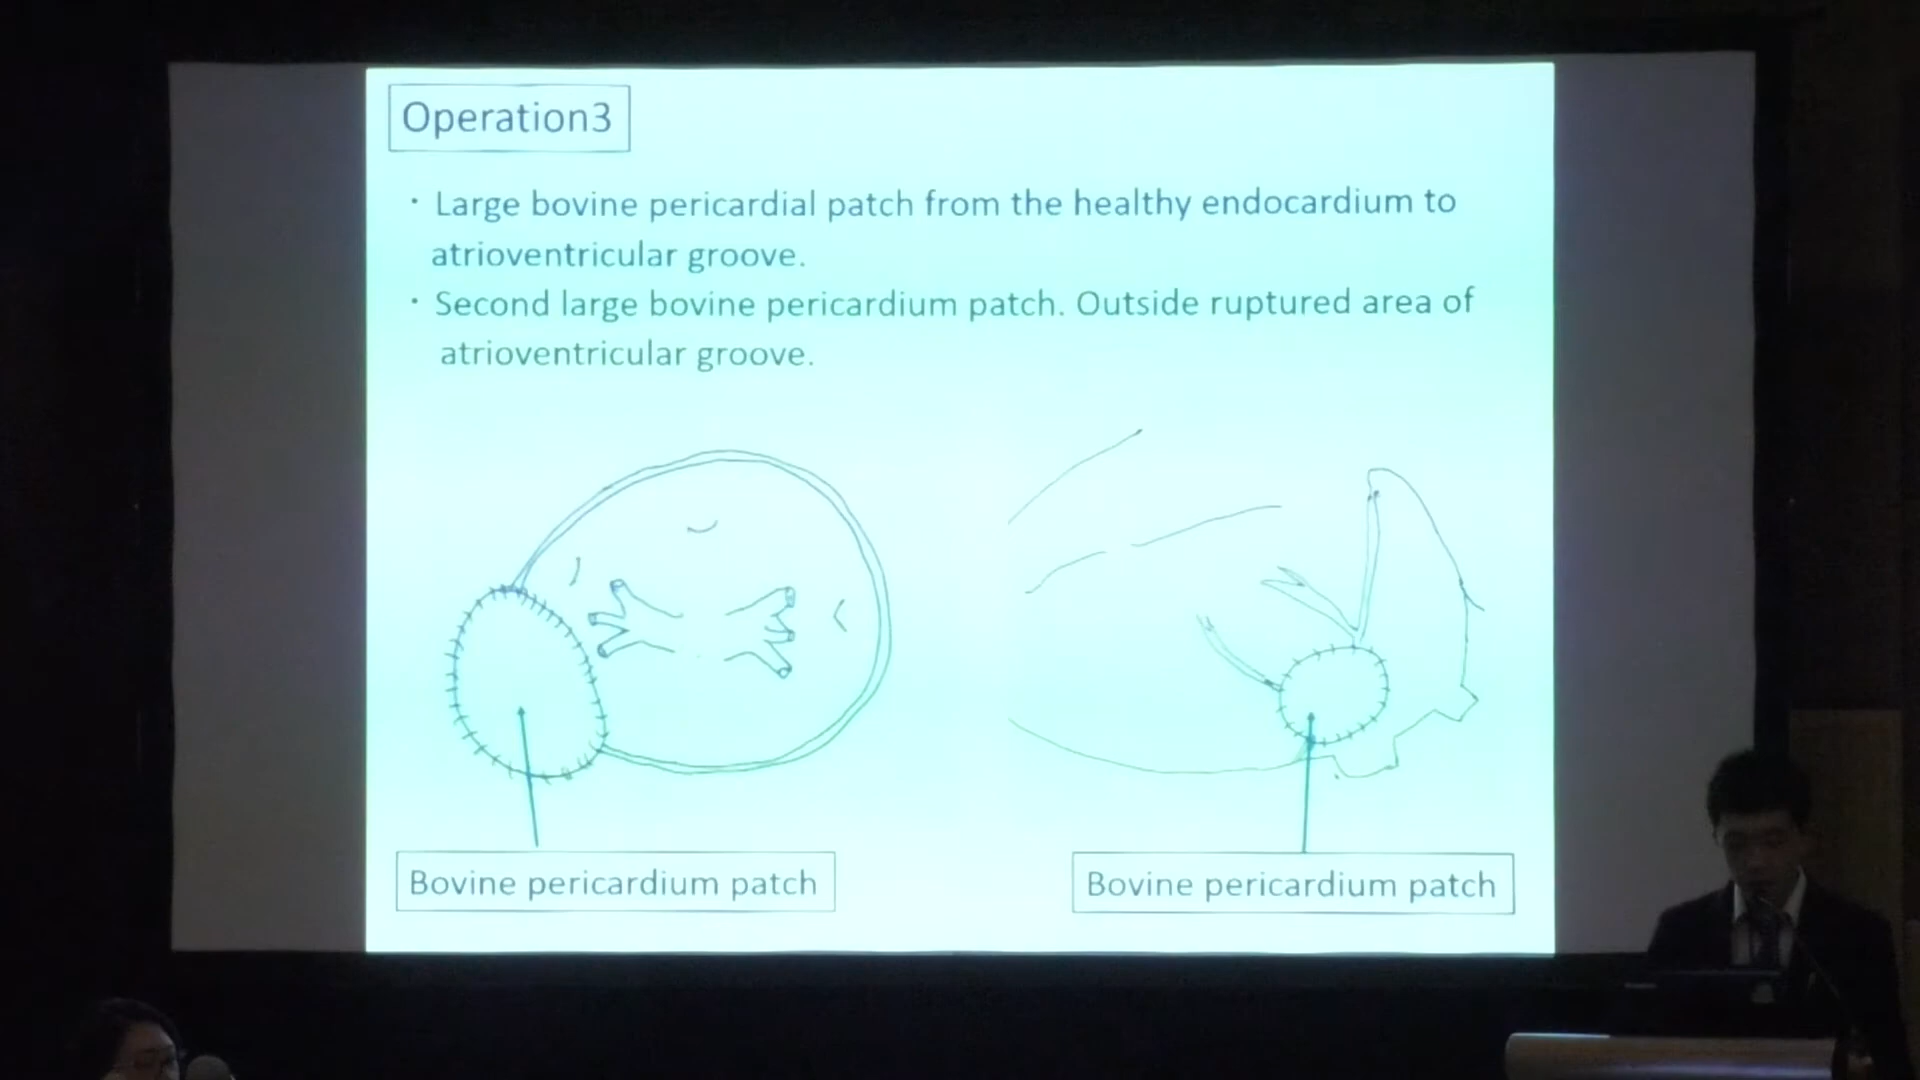 Operation3
・Large bovine pericardial patch from the healthy endocardium to
atrioventricular groove.
・Second large bovine pericardium patch. Outside ruptured area of
atrioventricular groove.
Bovine pericardium patch
Bovine pericardium patch